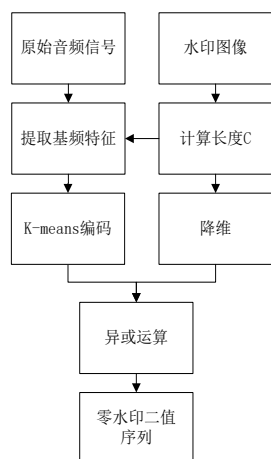 原始音频信号
水印图像
提取基频特征
计算长度C
K-means编码
降维
异或运算
零水印二值
序列